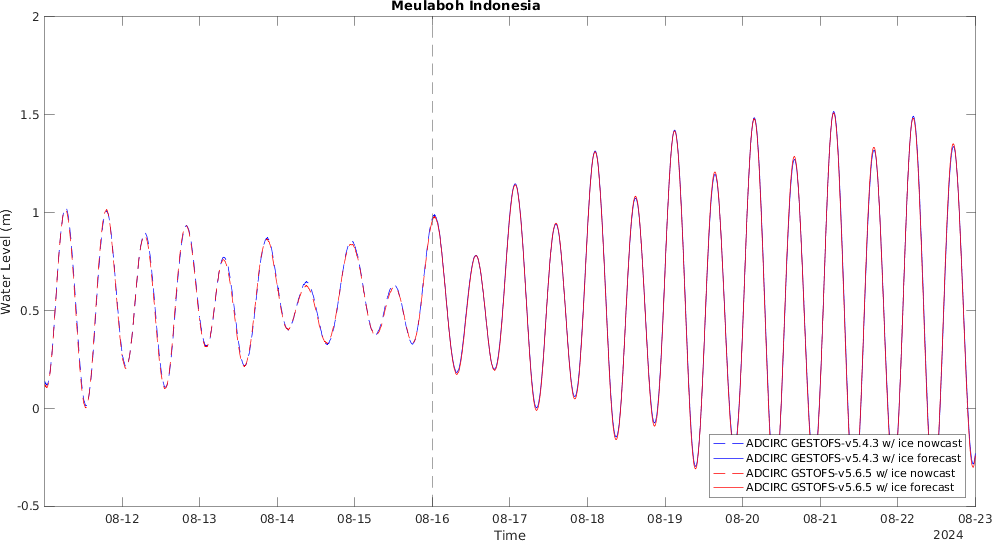 Meulaboh Indonesia
2
1.5
1
0.5
0
-0.5
Water Level (m)
ADCIRC GESTOFS-v5.4.3 w/ ice nowcast
ADCIRC GESTOFS-v5.4.3 w/ ice forecast
ADCIRC GSTOFS-v5.6.5 w/ ice nowcast
ADCIRC GSTOFS-v5.6.5 w/ ice forecast
08-12 08-13 08-14 08-15 08-16 08-17 08-18 08-19 08-20 08-21 08-22 08-23
Time
2024